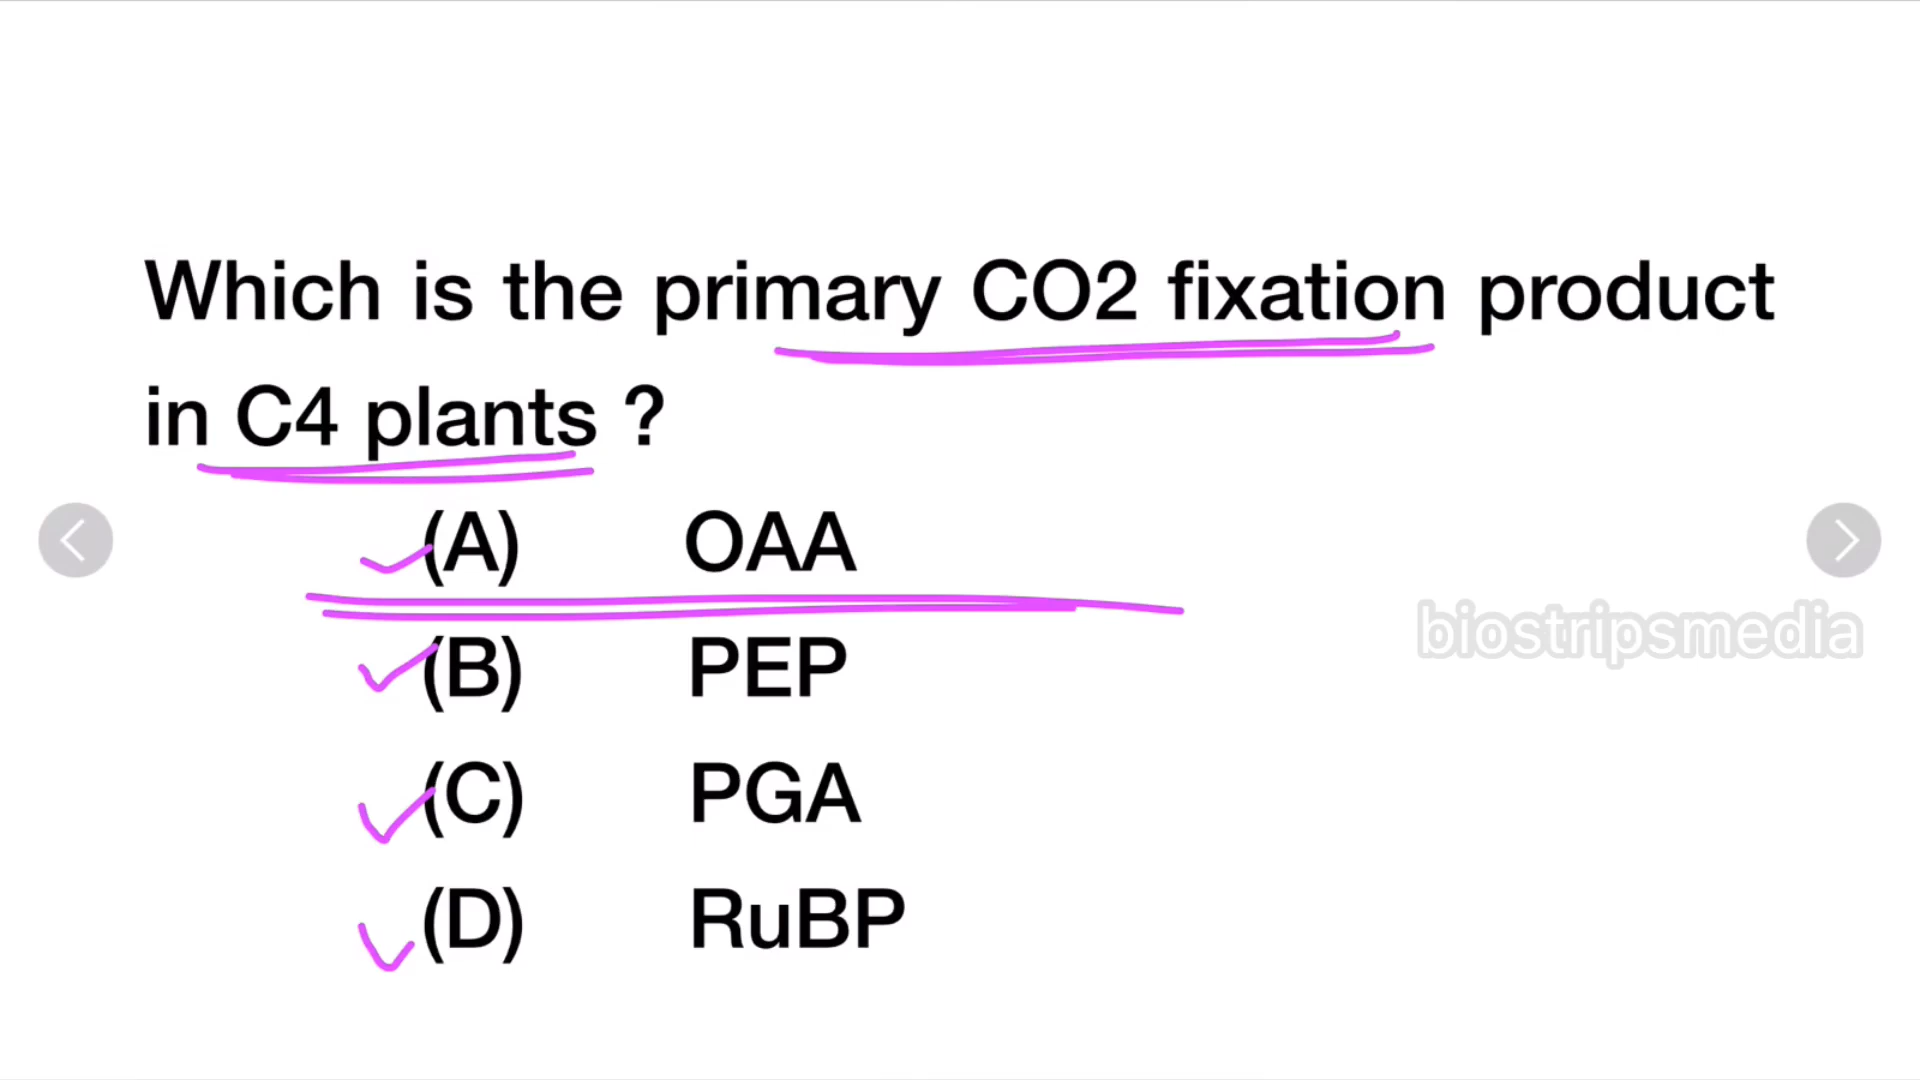 Which is the primary CO2 fixation product
in C4 plants ?
(A) OAA
biostripsmedia
(B) PEP
(C) PGA
(D) RuBP